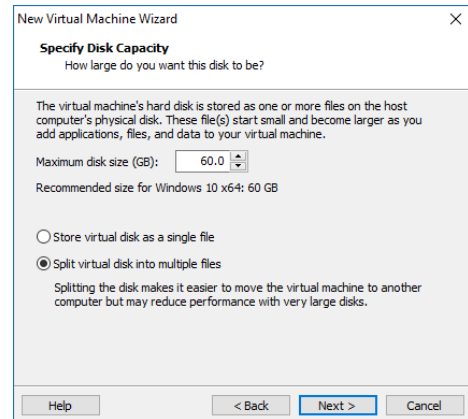 New Virtual Machine Wizard
Specify Disk Capacity
How large do you want this disk to be?
The virtual machine's hard disk is stored as one or more files on the host
computer's physical disk. These file(s) start small and become larger as you
add applications, files, and data to your virtual machine.
Maximum disk size (GB): 60.0
Recommended size for Windows 10 x64: 60 GB
Store virtual disk as a single file
Split virtual disk into multiple files
Splitting the disk makes it easier to move the virtual machine to another
computer but may reduce performance with very large disks.
Help < Back Next > Cancel